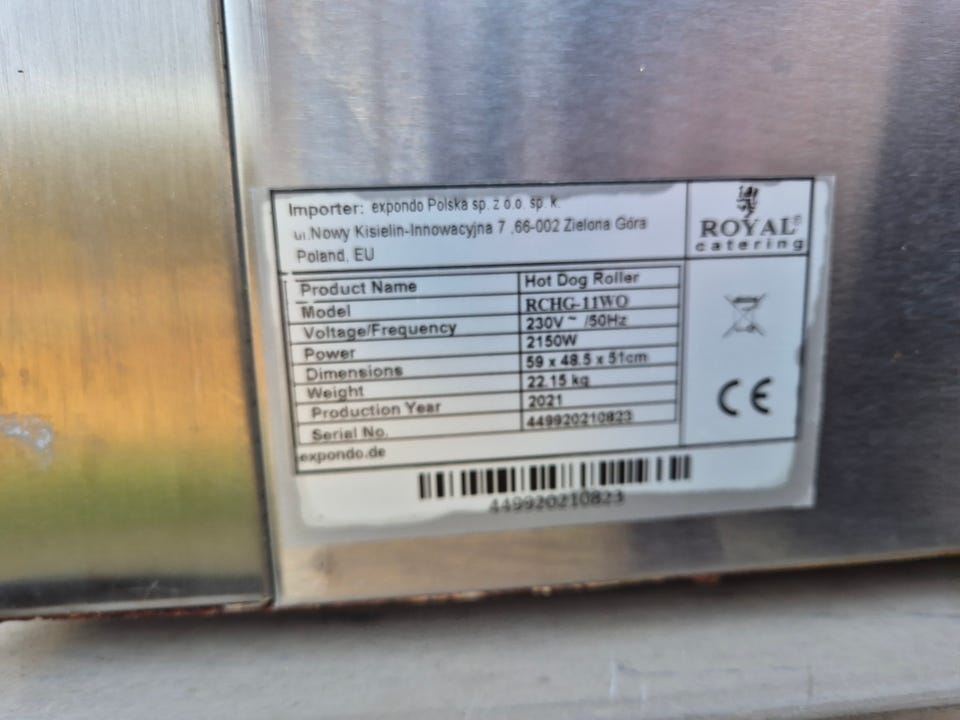 Importer: expondo Polska sp. z o.o. sp. k.
ul.Nowy Kisielin-Innowacyjna 7 ,66-002 Zielona Góra
Poland, EU
ROYAL®
catering
Product Name Hot Dog Roller
Model RCHG-11WO
Voltage/Frequency 230V ~ /50Hz
Power 2150W
Dimensions 59 x 48.5 x 51cm
Weight 22.15 kg
Production Year 2021
Serial No. 449920210823
expondo.de
CE
449920210823